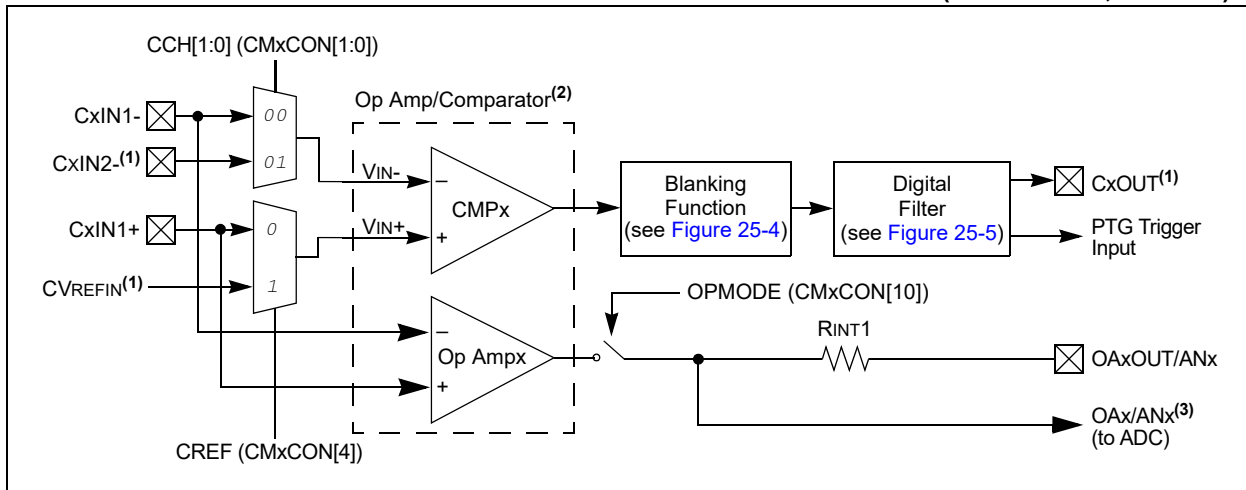 CCH[1:0] (CMxCON[1:0])
CxIN1-
00
Op Amp/Comparator(2)
CxIN2-(1)
01
VIN-
–
CMPx
Blanking
Function
(see Figure 25-4)
Digital
Filter
(see Figure 25-5)
CxOUT(1)
CxIN1+
0
VIN+
+
PTG Trigger
Input
CVREFIN(1)
1
OPMODE (CMxCON[10])
–
Op Ampx
+
RINT1
OAxOUT/ANx
OAx/ANx(3)
(to ADC)
CREF (CMxCON[4])